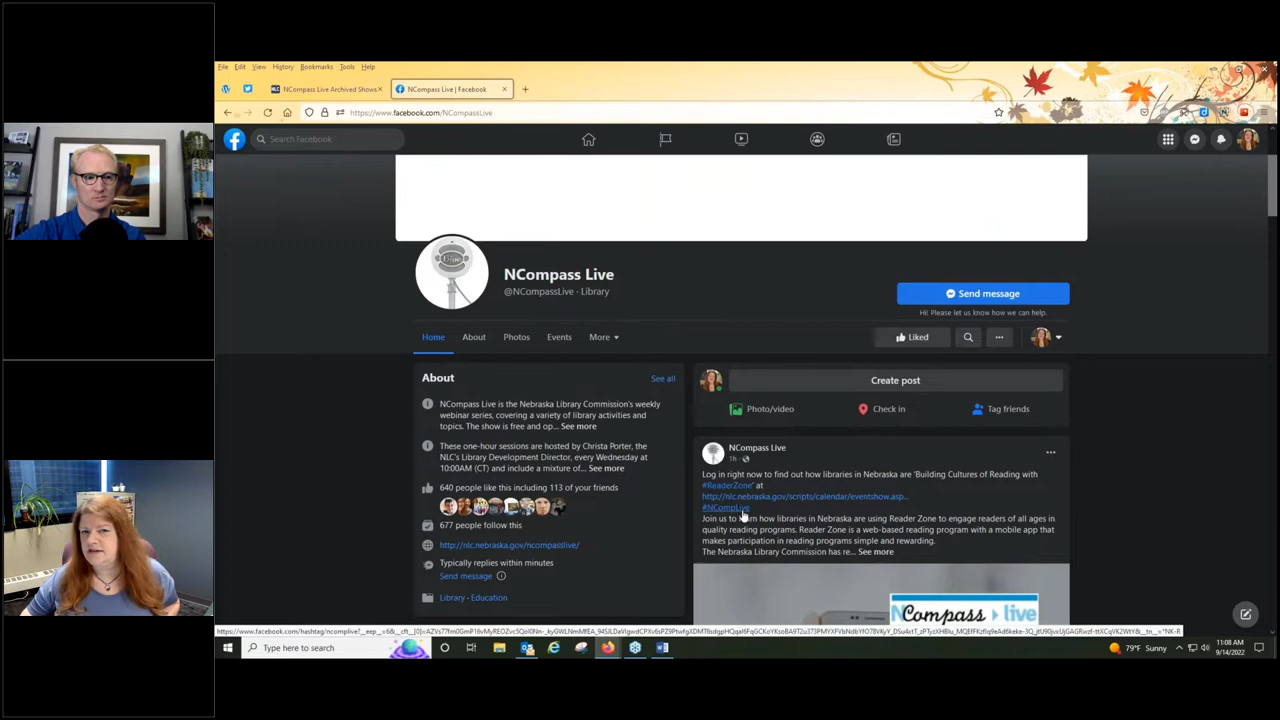 File Edit View History Bookmarks Tools Help
NCompass Live Archived Shows
NCompass Live | Facebook
https://www.facebook.com/NCompassLive
Search Facebook
NCompass Live
@NCompassLive · Library
Send message
Hi! Please let us know how we can help.
Home About Photos Events More
Liked
About
See all
NCompass Live is the Nebraska Library Commission's weekly
webinar series, covering a variety of library activities and
topics. The show is free and op... See more
These one-hour sessions are hosted by Christa Porter, the
NLC's Library Development Director, every Wednesday at
10:00AM (CT) and include a mixture of... See more
640 people like this including 113 of your friends
677 people follow this
http://nlc.nebraska.gov/ncompasslive/
Typically replies within minutes
Send message
Library · Education
Create post
Photo/video Check in Tag friends
NCompass Live
1h
Log in right now to find out how libraries in Nebraska are 'Building Cultures of Reading with
#ReaderZone' at
http://nlc.nebraska.gov/scripts/calendar/eventshow.asp...
#NCompLive
Join us to learn how libraries in Nebraska are using Reader Zone to engage readers of all ages in
quality reading programs. Reader Zone is a web-based reading program with a mobile app that
makes participation in reading programs simple and rewarding.
The Nebraska Library Commission has re... See more
NCompass live
Type here to search
79°F Sunny
11:08 AM
9/14/2022